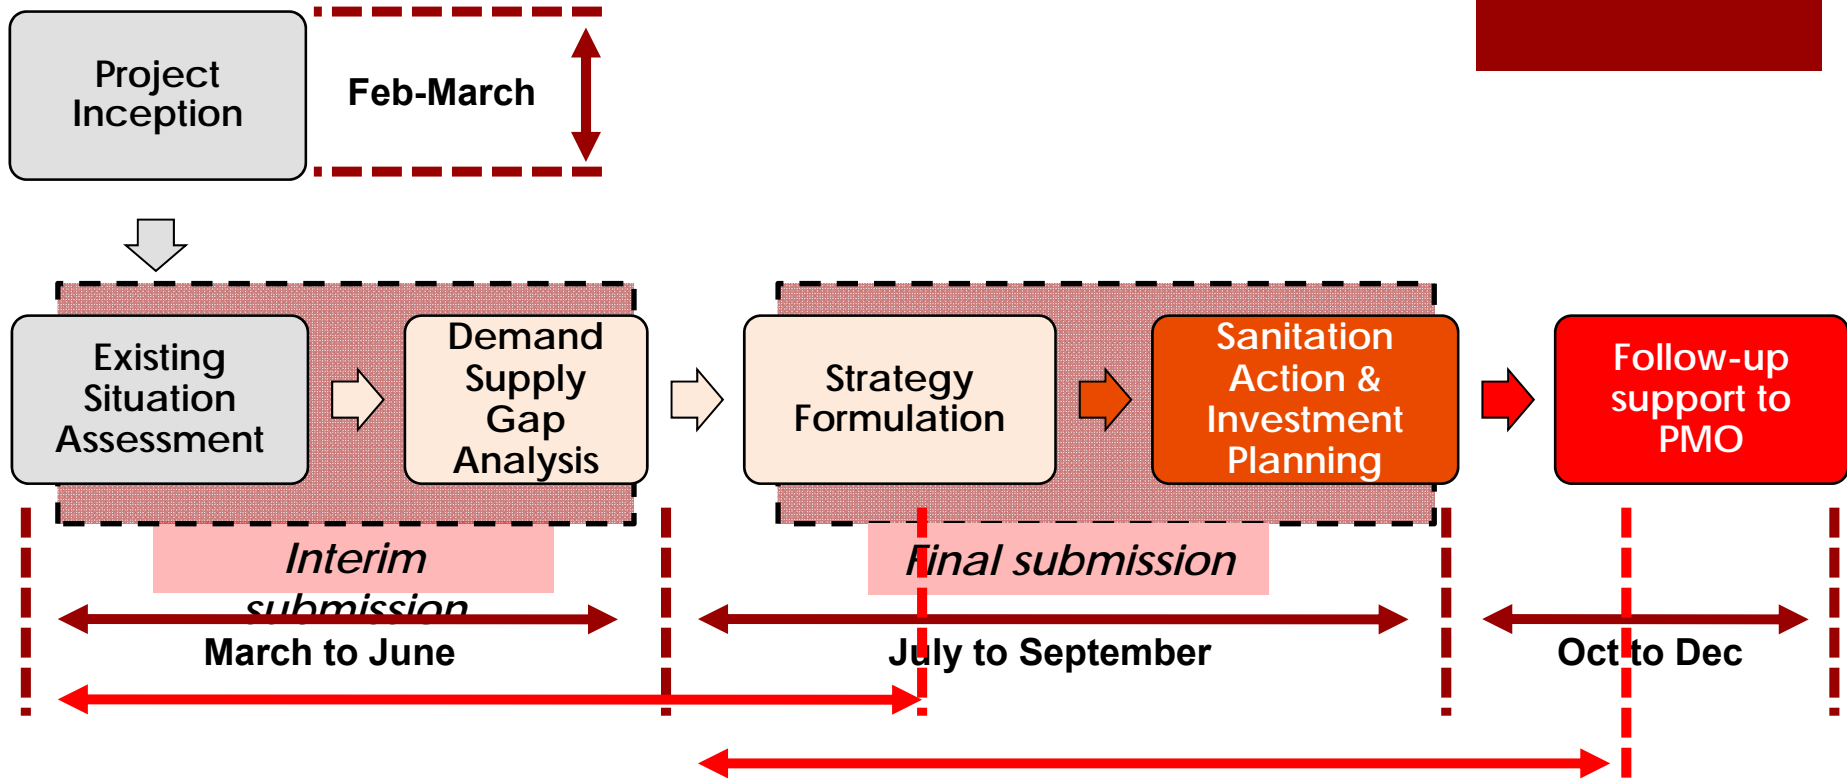 Project
Inception
Feb-March
Existing
Situation
Assessment
Demand
Supply
Gap
Analysis
Strategy
Formulation
Sanitation
Action &
Investment
Planning
Follow-up
support to
PMO
Interim
submission
Final submission
March to June
July to September
Oct to Dec